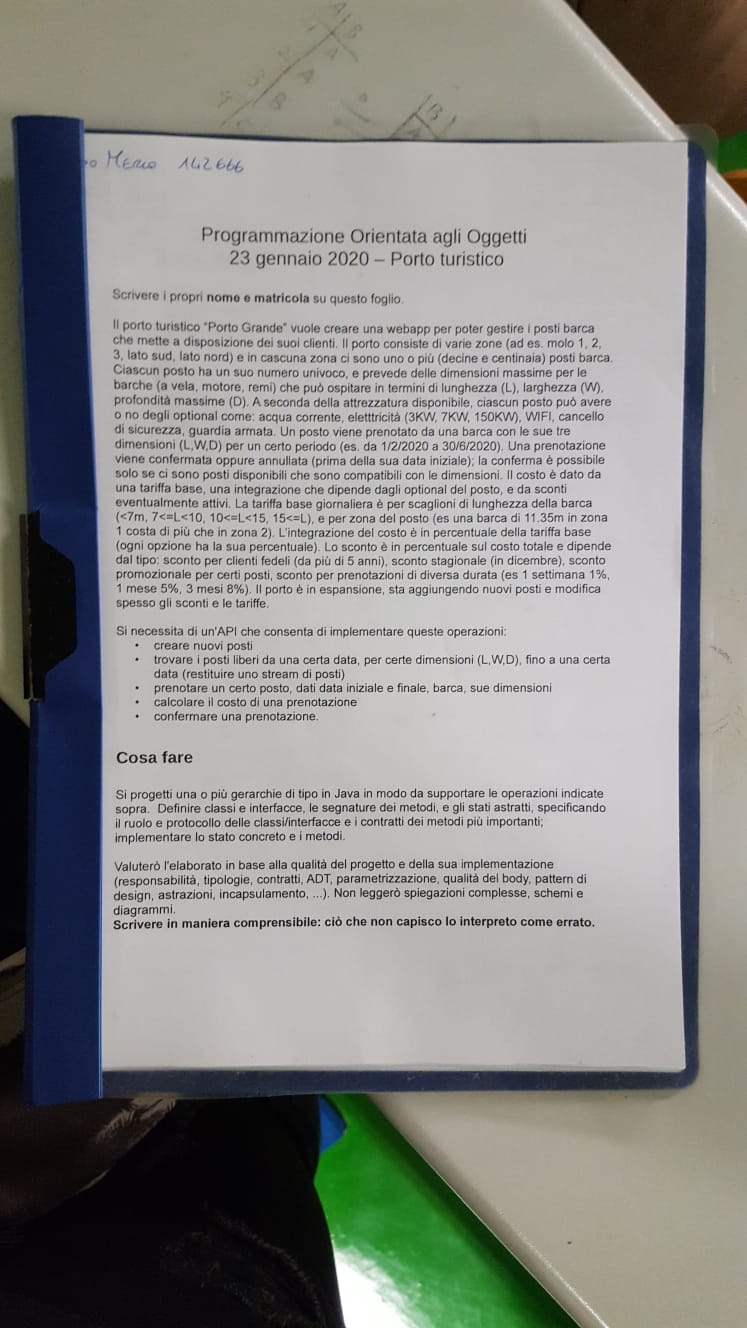 Merlo 142666
Programmazione Orientata agli Oggetti
23 gennaio 2020 – Porto turistico
Scrivere i propri nome e matricola su questo foglio.
Il porto turistico "Porto Grande" vuole creare una webapp per poter gestire i posti barca
che mette a disposizione dei suoi clienti. Il porto consiste di varie zone (ad es. molo 1, 2,
3, lato sud, lato nord) e in cascuna zona ci sono uno o più (decine e centinaia) posti barca.
Ciascun posto ha un suo numero univoco, e prevede delle dimensioni massime per le
barche (a vela, motore, remi) che può ospitare in termini di lunghezza (L), larghezza (W),
profondità massime (D). A seconda della attrezzatura disponibile, ciascun posto può avere
o no degli optional come: acqua corrente, eletttricità (3KW, 7KW, 150KW), WIFI, cancello
di sicurezza, guardia armata. Un posto viene prenotato da una barca con le sue tre
dimensioni (L,W,D) per un certo periodo (es. da 1/2/2020 a 30/6/2020). Una prenotazione
viene confermata oppure annullata (prima della sua data iniziale); la conferma è possibile
solo se ci sono posti disponibili che sono compatibili con le dimensioni. Il costo è dato da
una tariffa base, una integrazione che dipende dagli optional del posto, e da sconti
eventualmente attivi. La tariffa base giornaliera è per scaglioni di lunghezza della barca
(<7m, 7<=L<10, 10<=L<15, 15<=L), e per zona del posto (es una barca di 11.35m in zona
1 costa di più che in zona 2). L'integrazione del costo è in percentuale della tariffa base
(ogni opzione ha la sua percentuale). Lo sconto è in percentuale sul costo totale e dipende
dal tipo: sconto per clienti fedeli (da più di 5 anni), sconto stagionale (in dicembre), sconto
promozionale per certi posti, sconto per prenotazioni di diversa durata (es 1 settimana 1%,
1 mese 5%, 3 mesi 8%). Il porto è in espansione, sta aggiungendo nuovi posti e modifica
spesso gli sconti e le tariffe.
Si necessita di un'API che consenta di implementare queste operazioni:
• creare nuovi posti
• trovare i posti liberi da una certa data, per certe dimensioni (L,W,D), fino a una certa
data (restituire uno stream di posti)
• prenotare un certo posto, dati data iniziale e finale, barca, sue dimensioni
• calcolare il costo di una prenotazione
• confermare una prenotazione.
Cosa fare
Si progetti una o più gerarchie di tipo in Java in modo da supportare le operazioni indicate
sopra. Definire classi e interfacce, le segnature dei metodi, e gli stati astratti, specificando
il ruolo e protocollo delle classi/interfacce e i contratti dei metodi più importanti;
implementare lo stato concreto e i metodi.
Valuterò l'elaborato in base alla qualità del progetto e della sua implementazione
(responsabilità, tipologie, contratti, ADT, parametrizzazione, qualità del body, pattern di
design, astrazioni, incapsulamento, ...). Non leggerò spiegazioni complesse, schemi e
diagrammi.
Scrivere in maniera comprensibile: ciò che non capisco lo interpreto come errato.